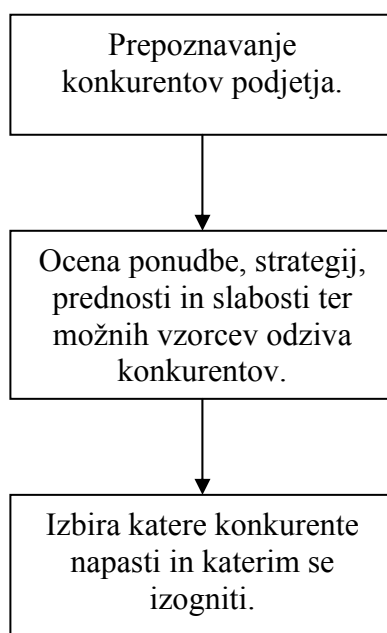 Prepoznavanje
konkurentov podjetja.
Ocena ponudbe, strategij,
prednosti in slabosti ter
možnih vzorcev odziva
konkurentov.
Izbira katere konkurente
napasti in katerim se
izogniti.